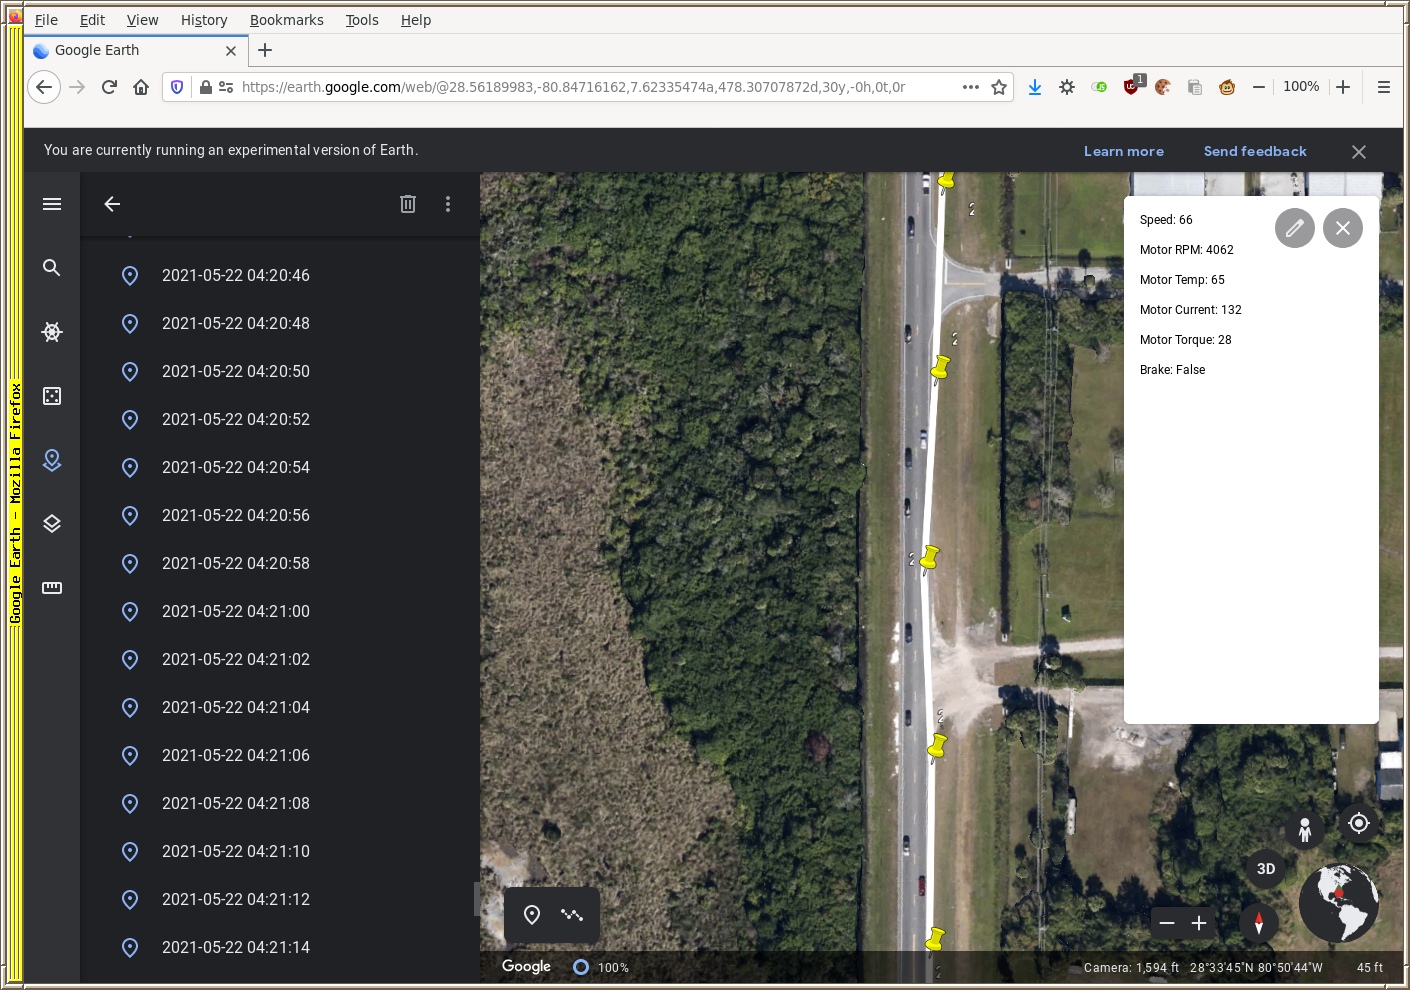 File Edit View History Bookmarks Tools Help
Google Earth
https://earth.google.com/web/@28.56189983,-80.84716162,7.62335474a,478.30707872d,30y,-0h,0t,0r
1
100%
Google Earth - Mozilla Firefox
You are currently running an experimental version of Earth.
Learn more
Send feedback
2021-05-22 04:20:46
2021-05-22 04:20:48
2021-05-22 04:20:50
2021-05-22 04:20:52
2021-05-22 04:20:54
2021-05-22 04:20:56
2021-05-22 04:20:58
2021-05-22 04:21:00
2021-05-22 04:21:02
2021-05-22 04:21:04
2021-05-22 04:21:06
2021-05-22 04:21:08
2021-05-22 04:21:10
2021-05-22 04:21:12
2021-05-22 04:21:14
2
2
2
2
2
Speed: 66
Motor RPM: 4062
Motor Temp: 65
Motor Current: 132
Motor Torque: 28
Brake: False
3D
Google
100%
Camera: 1,594 ft 28°33'45"N 80°50'44"W 45 ft